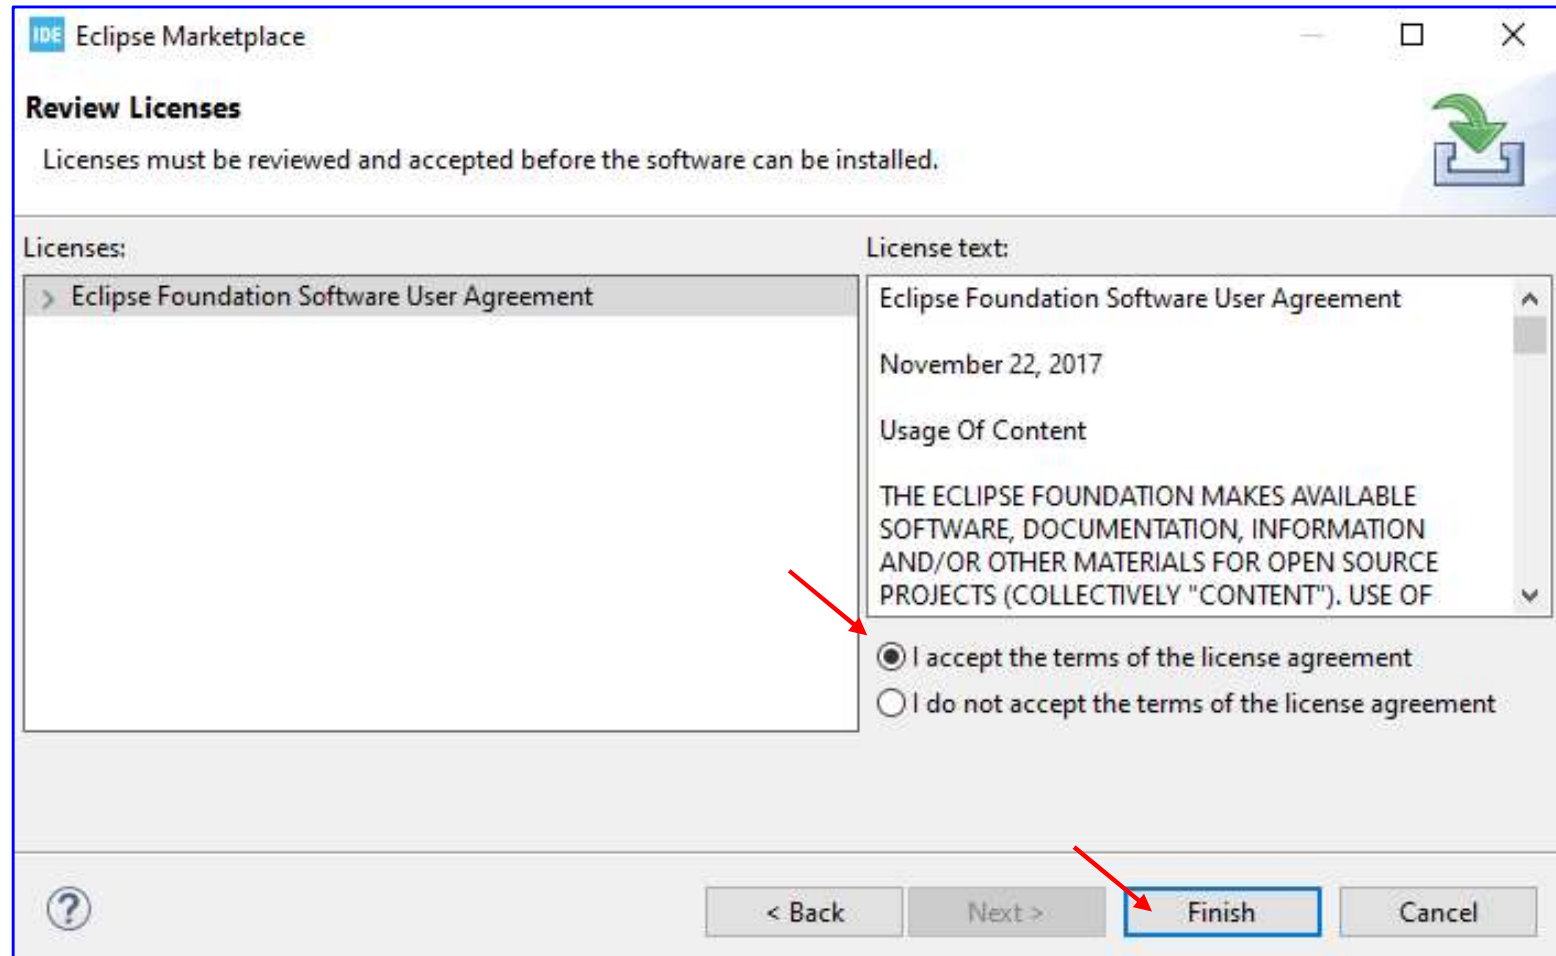 IDE Eclipse Marketplace
Review Licenses
Licenses must be reviewed and accepted before the software can be installed.
Licenses:
Eclipse Foundation Software User Agreement
License text:
Eclipse Foundation Software User Agreement
November 22, 2017
Usage Of Content
THE ECLIPSE FOUNDATION MAKES AVAILABLE
SOFTWARE, DOCUMENTATION, INFORMATION
AND/OR OTHER MATERIALS FOR OPEN SOURCE
PROJECTS (COLLECTIVELY "CONTENT"). USE OF
I accept the terms of the license agreement
I do not accept the terms of the license agreement
? < Back Next > Finish Cancel